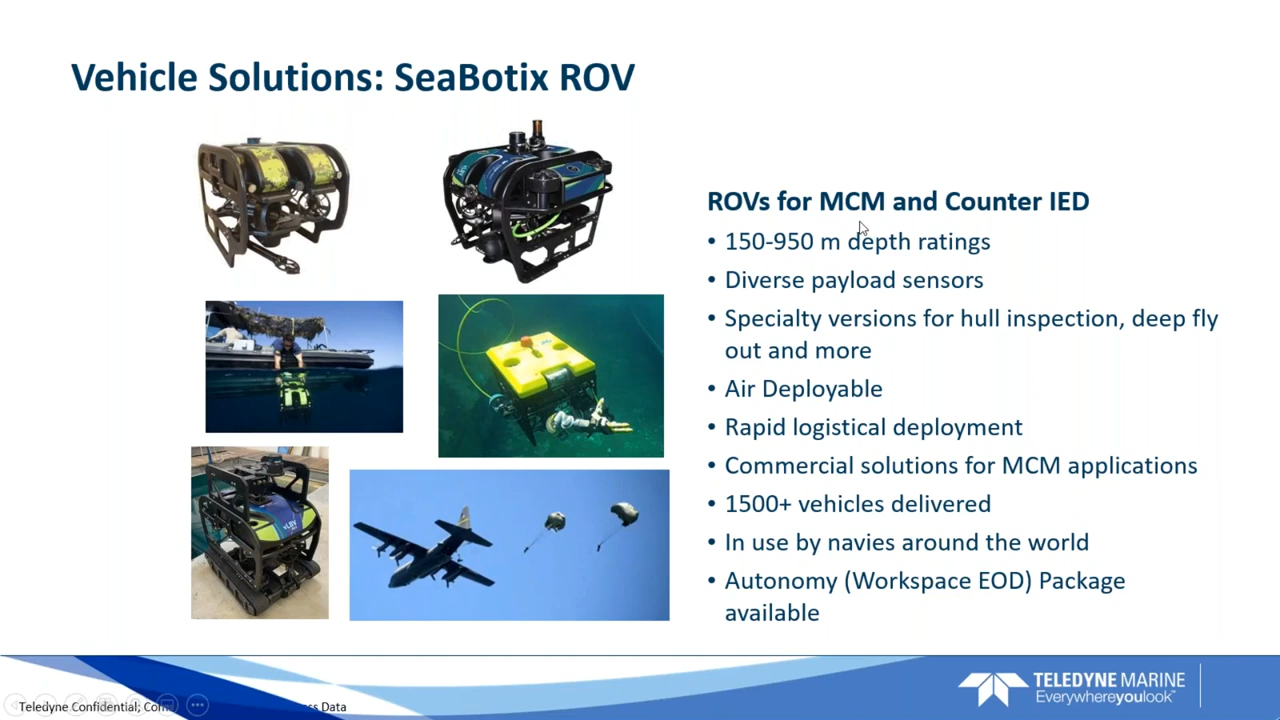 Vehicle Solutions: SeaBotix ROV
ROVs for MCM and Counter IED
• 150-950 m depth ratings
• Diverse payload sensors
• Specialty versions for hull inspection, deep fly
out and more
• Air Deployable
• Rapid logistical deployment
• Commercial solutions for MCM applications
• 1500+ vehicles delivered
• In use by navies around the world
• Autonomy (Workspace EOD) Package
available
vLBV
TELEDYNE MARINE
Everywhereyoulook™
Teledyne Confidential; Data